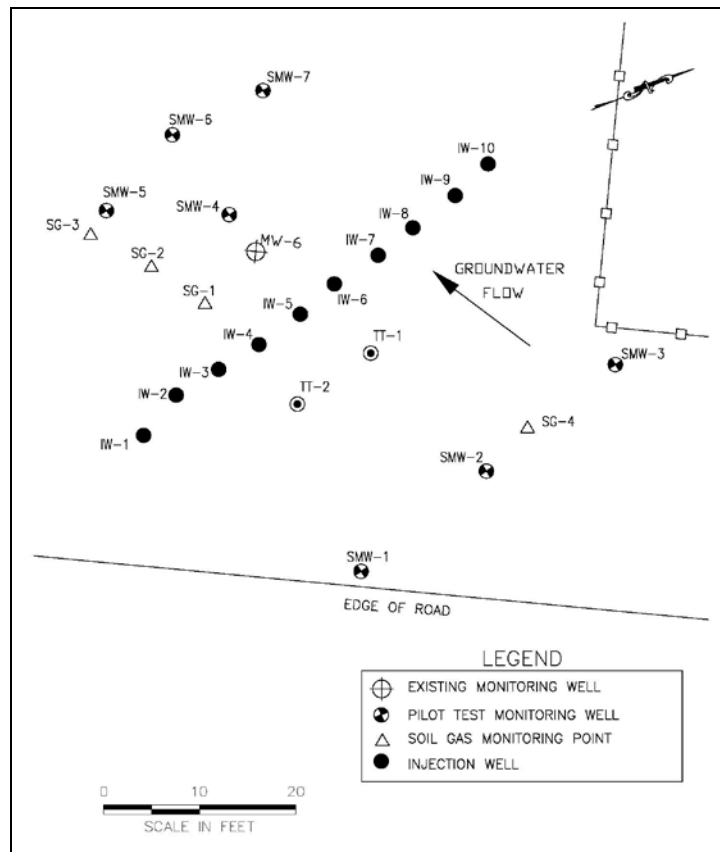 SMW-7
SMW-6
IW-10
IW-9
SMW-5
SMW-4
IW-8
SG-3
MW-6
IW-7
SG-2
GROUNDWATER
FLOW
IW-6
SG-1
IW-5
IW-4
TT-1
SMW-3
IW-3
TT-2
IW-2
SG-4
IW-1
SMW-2
SMW-1
EDGE OF ROAD
LEGEND
EXISTING MONITORING WELL
PILOT TEST MONITORING WELL
SOIL GAS MONITORING POINT
INJECTION WELL
0 10 20
SCALE IN FEET